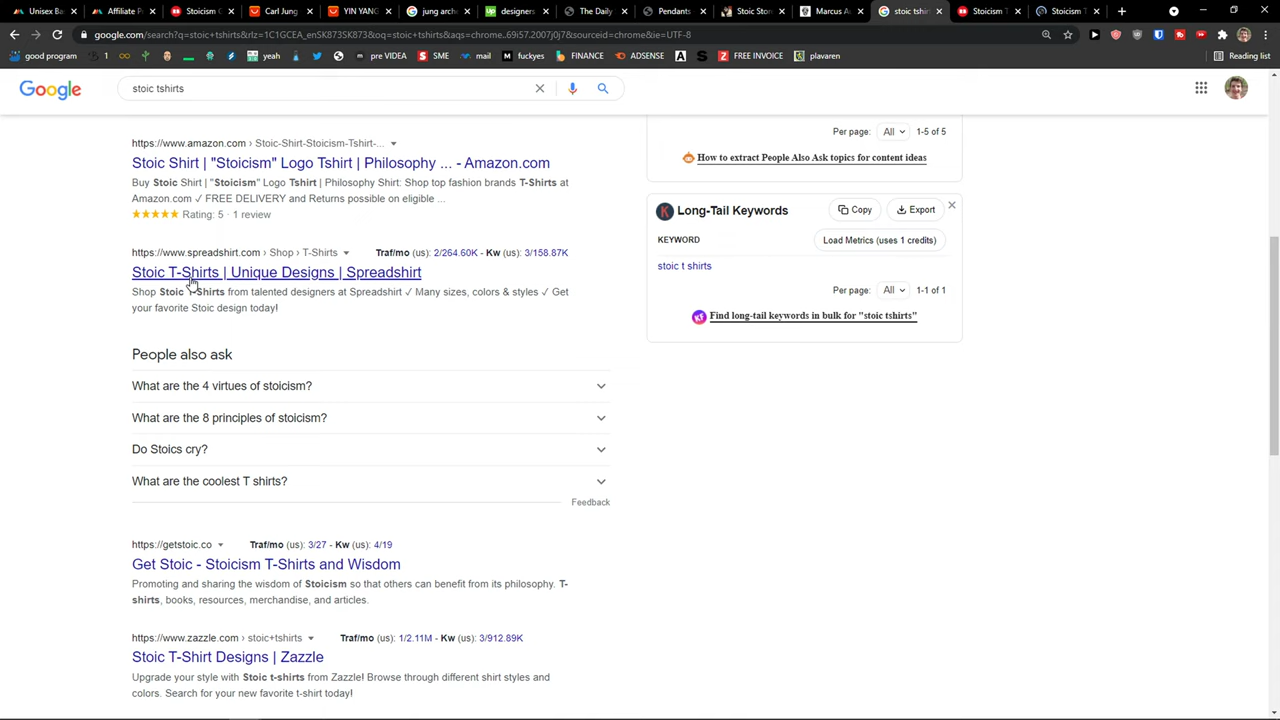 Unisex Bas
Affiliate P
Stoicism C
Carl Jung
YIN YANG
jung arche
designers
The Daily
Pendants
Stoic Ston
Marcus A
stoic tshirts
Stoicism T
Stoicism T
google.com/search?q=stoic+tshirts&rlz=1C1GCEA_enSK873SK873&oq=stoic+tshirts&aqs=chrome..69i57.2007j0j7&sourceid=chrome&ie=UTF-8
good program
1
yeah
pre VIDEA
SME
mail
fuckyes
FINANCE
ADSENSE
FREE INVOICE
plavaren
Reading list
Google
stoic tshirts
https://www.amazon.com › Stoic-Shirt-Stoicism-Tshirt-...
Stoic Shirt | "Stoicism" Logo Tshirt | Philosophy ... - Amazon.com
Buy Stoic Shirt | "Stoicism" Logo Tshirt | Philosophy Shirt: Shop top fashion brands T-Shirts at
Amazon.com ✓ FREE DELIVERY and Returns possible on eligible ...
★★★★★ Rating: 5 · 1 review
https://www.spreadshirt.com › Shop › T-Shirts
Traf/mo (us): 2/264.60K - Kw (us): 3/158.87K
Stoic T-Shirts | Unique Designs | Spreadshirt
Shop Stoic T-Shirts from talented designers at Spreadshirt ✓ Many sizes, colors & styles ✓ Get
your favorite Stoic design today!
People also ask
What are the 4 virtues of stoicism?
What are the 8 principles of stoicism?
Do Stoics cry?
What are the coolest T shirts?
Feedback
https://getstoic.co
Traf/mo (us): 3/27 - Kw (us): 4/19
Get Stoic - Stoicism T-Shirts and Wisdom
Promoting and sharing the wisdom of Stoicism so that others can benefit from its philosophy. T-
shirts, books, resources, merchandise, and articles.
https://www.zazzle.com › stoic+tshirts
Traf/mo (us): 1/2.11M - Kw (us): 3/912.89K
Stoic T-Shirt Designs | Zazzle
Upgrade your style with Stoic t-shirts from Zazzle! Browse through different shirt styles and
colors. Search for your new favorite t-shirt today!
Per page: All 1-5 of 5
How to extract People Also Ask topics for content ideas
Long-Tail Keywords
Copy
Export
KEYWORD
Load Metrics (uses 1 credits)
stoic t shirts
Per page: All 1-1 of 1
Find long-tail keywords in bulk for "stoic tshirts"